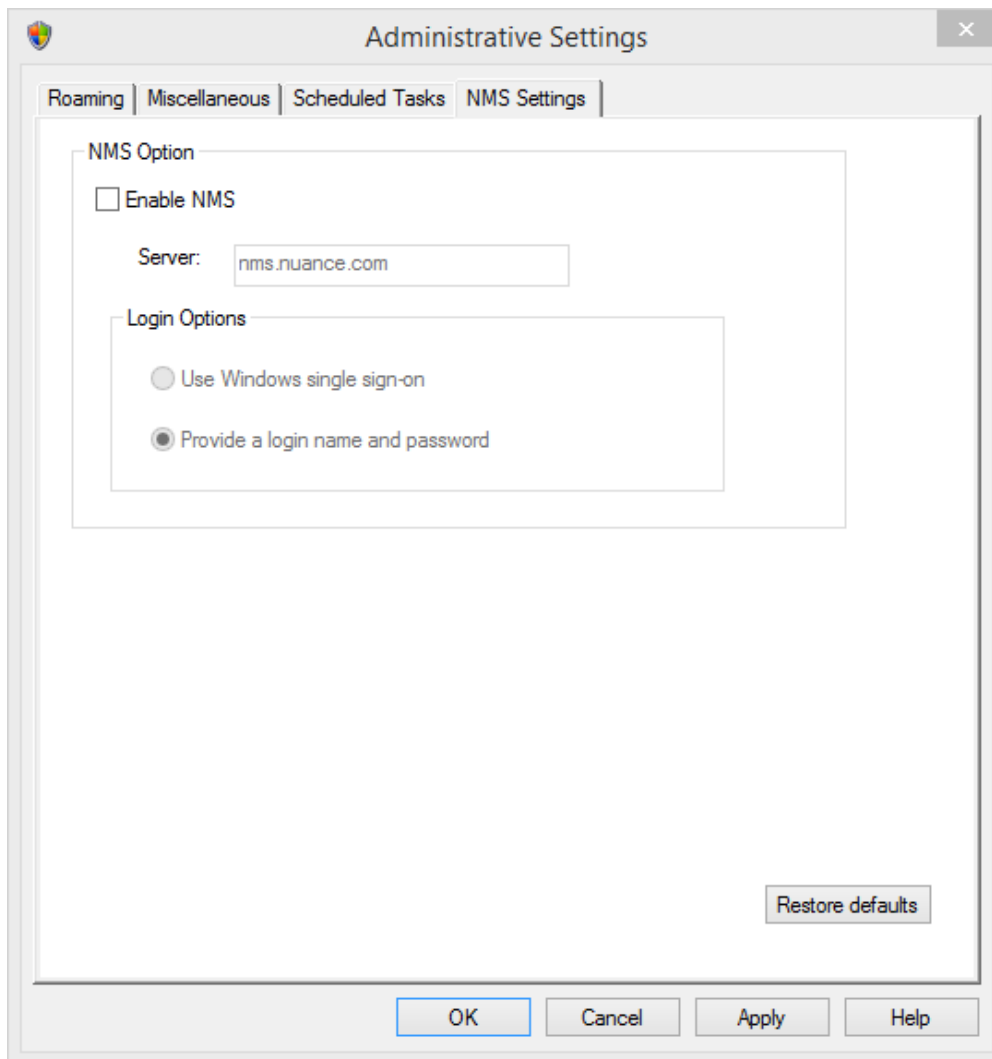 Administrative Settings
Roaming Miscellaneous Scheduled Tasks NMS Settings
NMS Option
Enable NMS
Server: nms.nuance.com
Login Options
Use Windows single sign-on
Provide a login name and password
Restore defaults
OK Cancel Apply Help